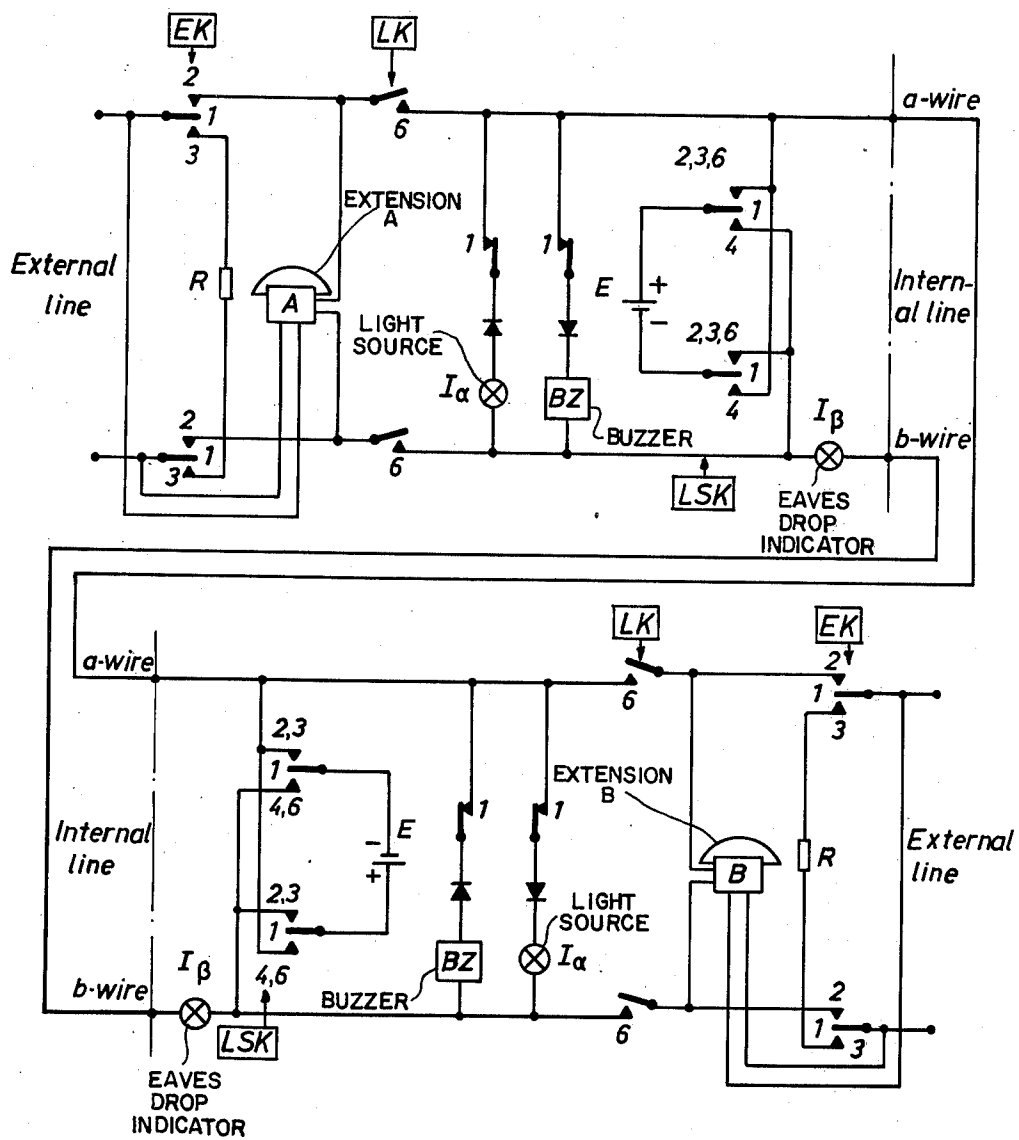 EK
LK
2
1
3
6
a-wire
2,3,6
1
4
EXTENSION
A
External
line
R
A
1
1
E
+
−
Intern-
al line
LIGHT
SOURCE
Iα
BZ
BUZZER
2,3,6
1
4
Iβ
2
1
3
6
b-wire
LSK
EAVES
DROP
INDICATOR
LK
EK
a-wire
6
2
1
3
2,3
1
4,6
EXTENSION
B
Internal
line
−
E
+
1
1
R
External
line
B
2,3
1
4,6
LIGHT
SOURCE
BZ
Iα
Iβ
b-wire
BUZZER
6
2
1
3
LSK
EAVES
DROP
INDICATOR